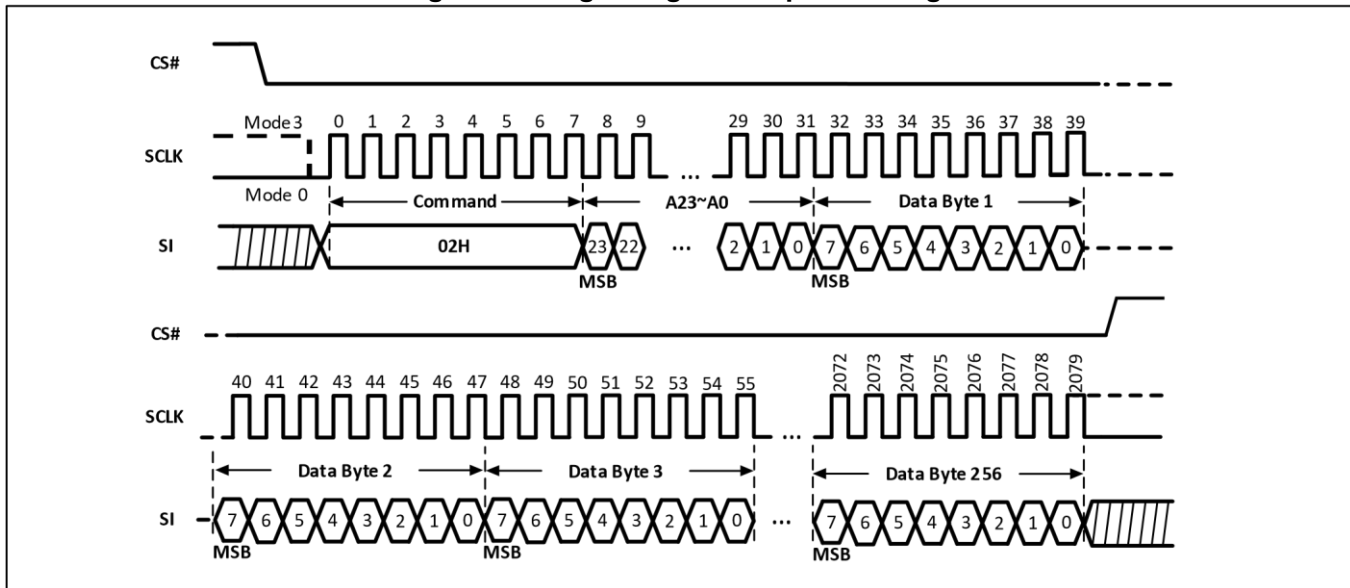 CS#
Mode 3 0 1 2 3 4 5 6 7 8 9 29 30 31 32 33 34 35 36 37 38 39
SCLK ...
Mode 0 Command A23~A0 Data Byte 1
SI 02H 23 22 ... 2 1 0 7 6 5 4 3 2 1 0
MSB MSB
CS#
40 41 42 43 44 45 46 47 48 49 50 51 52 53 54 55 2072 2073 2074 2075 2076 2077 2078 2079
SCLK ...
Data Byte 2 Data Byte 3 Data Byte 256
SI 7 6 5 4 3 2 1 0 7 6 5 4 3 2 1 0 ... 7 6 5 4 3 2 1 0
MSB MSB MSB